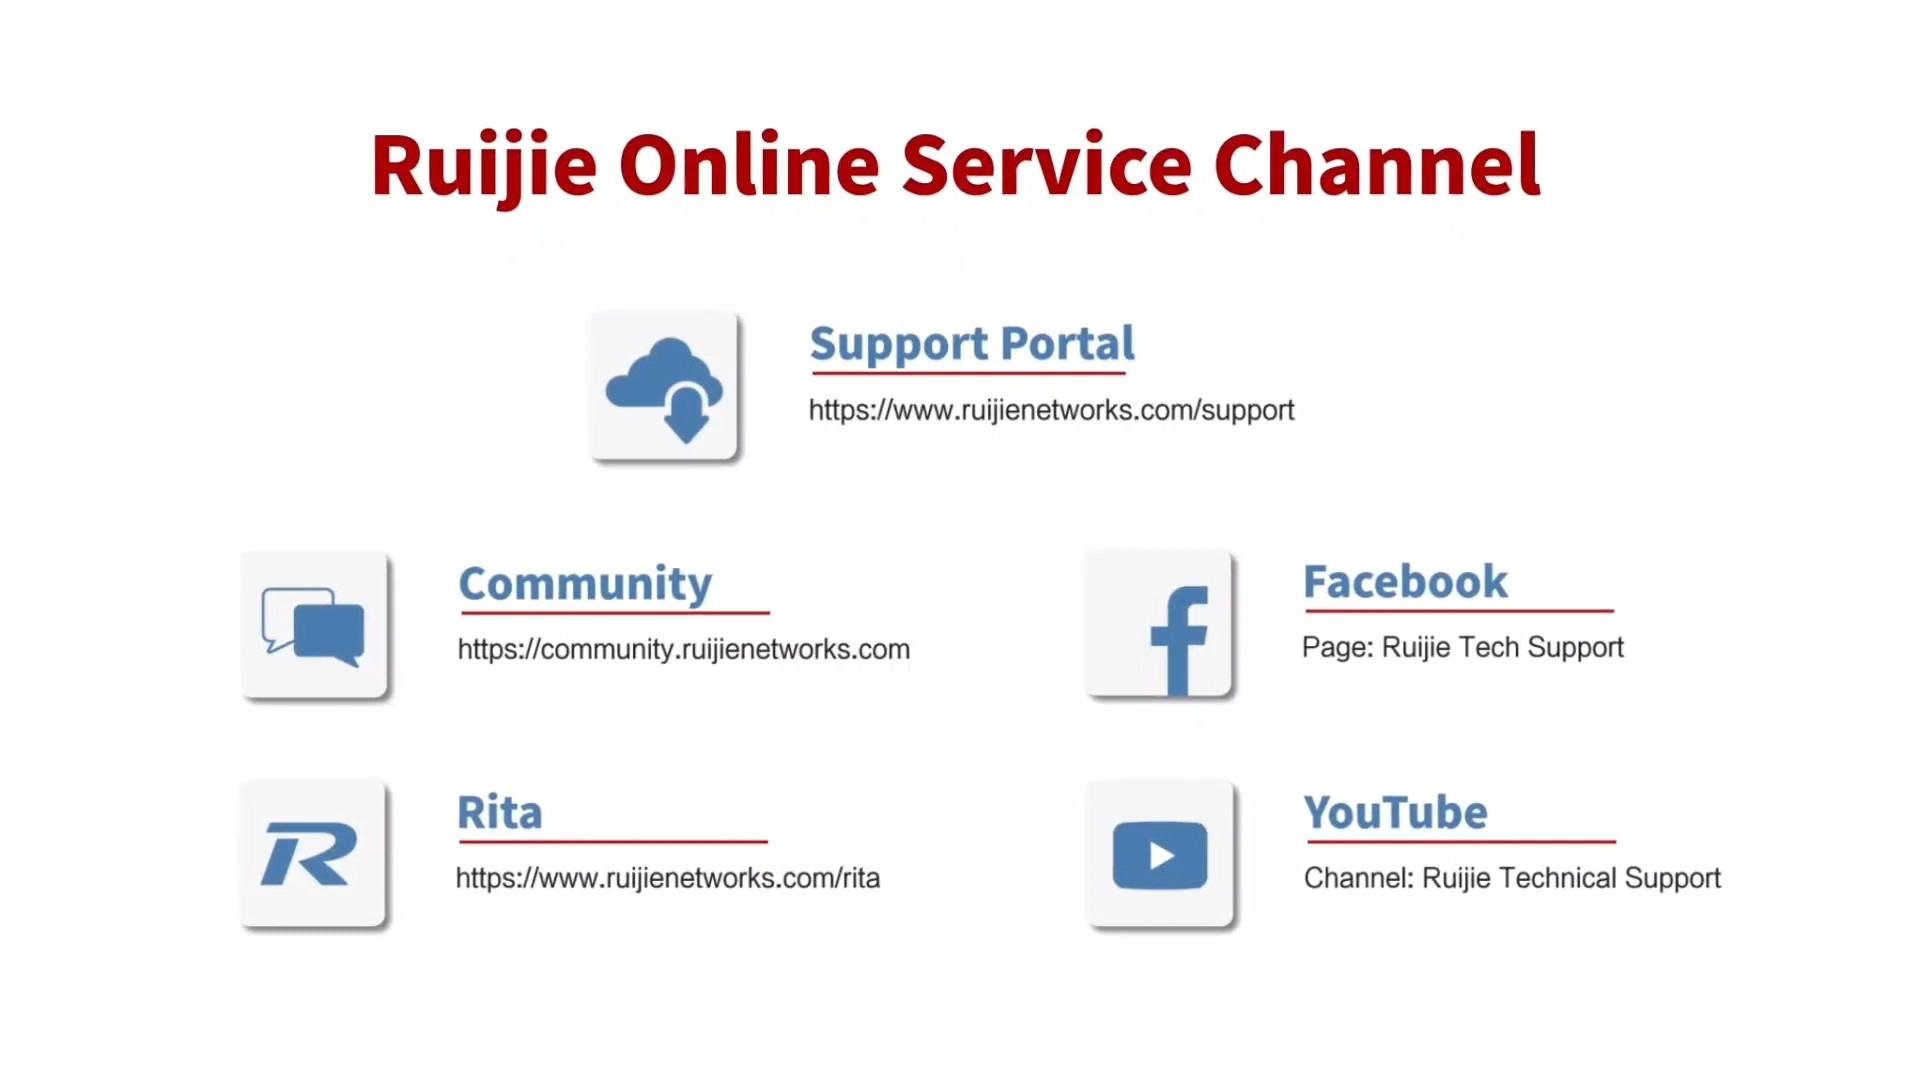 Ruijie Online Service Channel
Support Portal
https://www.ruijienetworks.com/support
Community
https://community.ruijienetworks.com
Facebook
Page: Ruijie Tech Support
Rita
https://www.ruijienetworks.com/rita
YouTube
Channel: Ruijie Technical Support